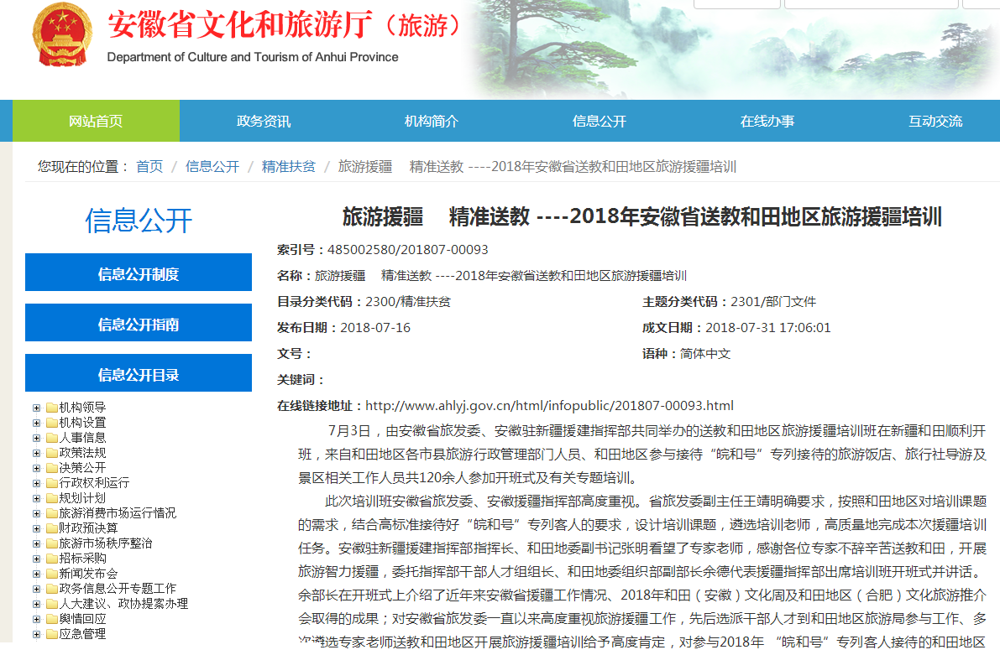 安徽省文化和旅游厅（旅游）
Department of Culture and Tourism of Anhui Province
网站首页 政务资讯 机构简介 信息公开 在线办事 互动交流
您现在的位置： 首页 / 信息公开 / 精准扶贫 / 旅游援疆 精准送教 ----2018年安徽省送教和田地区旅游援疆培训
信息公开
信息公开制度
信息公开指南
信息公开目录
机构领导
机构设置
人事信息
政策法规
决策公开
行政权利运行
规划计划
旅游消费市场运行情况
财政预决算
旅游市场秩序整治
招标采购
新闻发布会
政务信息公开专题工作
人大建议、政协提案办理
舆情回应
应急管理
旅游援疆 精准送教 ----2018年安徽省送教和田地区旅游援疆培训
索引号：485002580/201807-00093
名称：旅游援疆 精准送教 ----2018年安徽省送教和田地区旅游援疆培训
目录分类代码：2300/精准扶贫 主题分类代码：2301/部门文件
发布日期：2018-07-16 成文日期：2018-07-31 17:06:01
文号： 语种：简体中文
关键词：
在线链接地址：http://www.ahlyj.gov.cn/html/infopublic/201807-00093.html
7月3日，由安徽省旅发委、安徽驻新疆援建指挥部共同举办的送教和田地区旅游援疆培训班在新疆和田顺利开
班，来自和田地区各市县旅游行政管理部门人员、和田地区参与接待“皖和号”专列接待的旅游饭店、旅行社导游及
景区相关工作人员共120余人参加开班式及有关专题培训。
此次培训班安徽省旅发委、安徽援疆指挥部高度重视。省旅发委副主任王靖明确要求，按照和田地区对培训课题
的需求，结合高标准接待好“皖和号”专列客人的要求，设计培训课题，遴选培训老师，高质量地完成本次援疆培训
任务。安徽驻新疆援建指挥部指挥长、和田地委副书记张明看望了专家老师，感谢各位专家不辞辛苦送教和田，开展
旅游智力援疆，委托指挥部干部人才组组长、和田地委组织部副部长余德代表援疆指挥部出席培训班开班式并讲话。
余部长在开班式上介绍了近年来安徽省援疆工作情况、2018年和田（安徽）文化周及和田地区（合肥）文化旅游推介
会取得的成果；对安徽省旅发委一直以来高度重视旅游援疆工作，先后选派干部人才到和田地区旅游局参与工作、多
次遴选专家老师送教和田地区开展旅游援疆培训给予高度肯定，对参与2018年 “皖和号”专列客人接待的和田地区